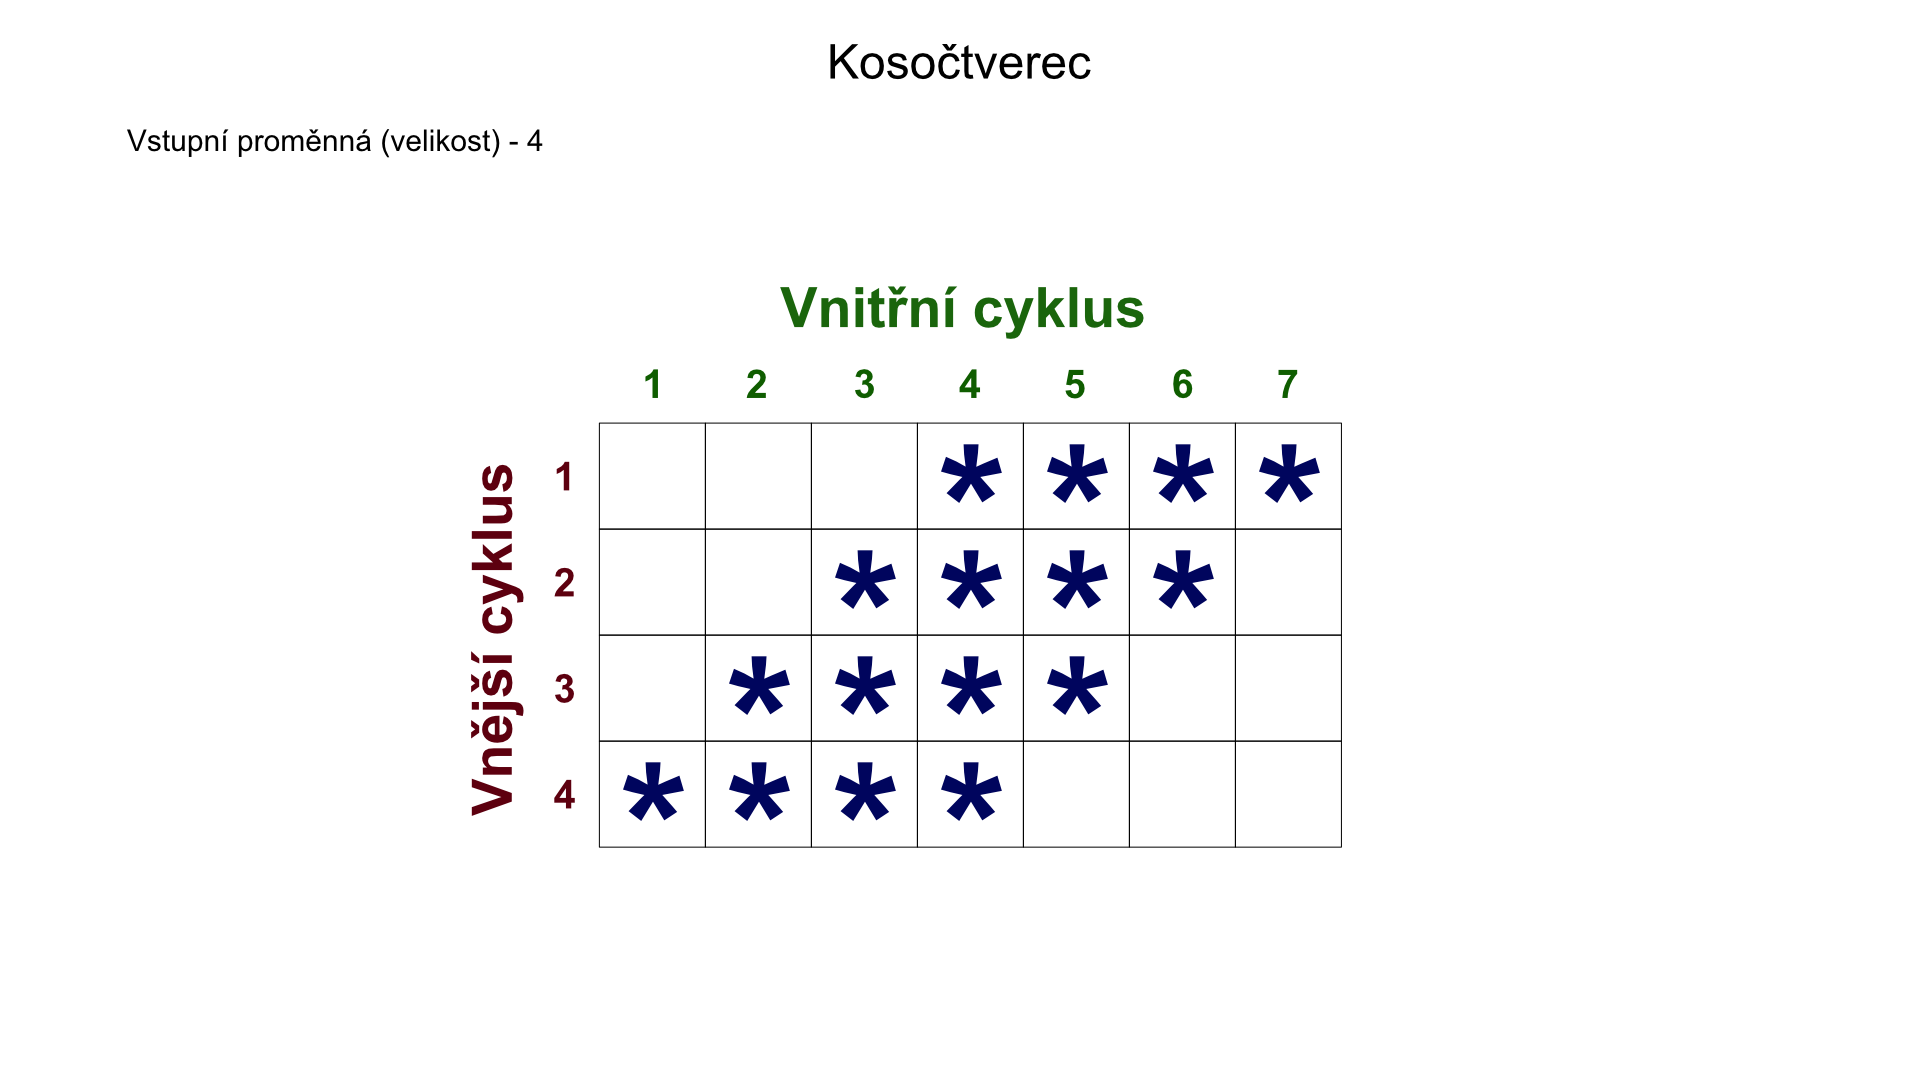 Kosočtverec
Vstupní proměnná (velikost) - 4
Vnitřní cyklus
1 2 3 4 5 6 7
Vnější cyklus
1 * * * *
2 * * * *
3 * * * *
4 * * * *